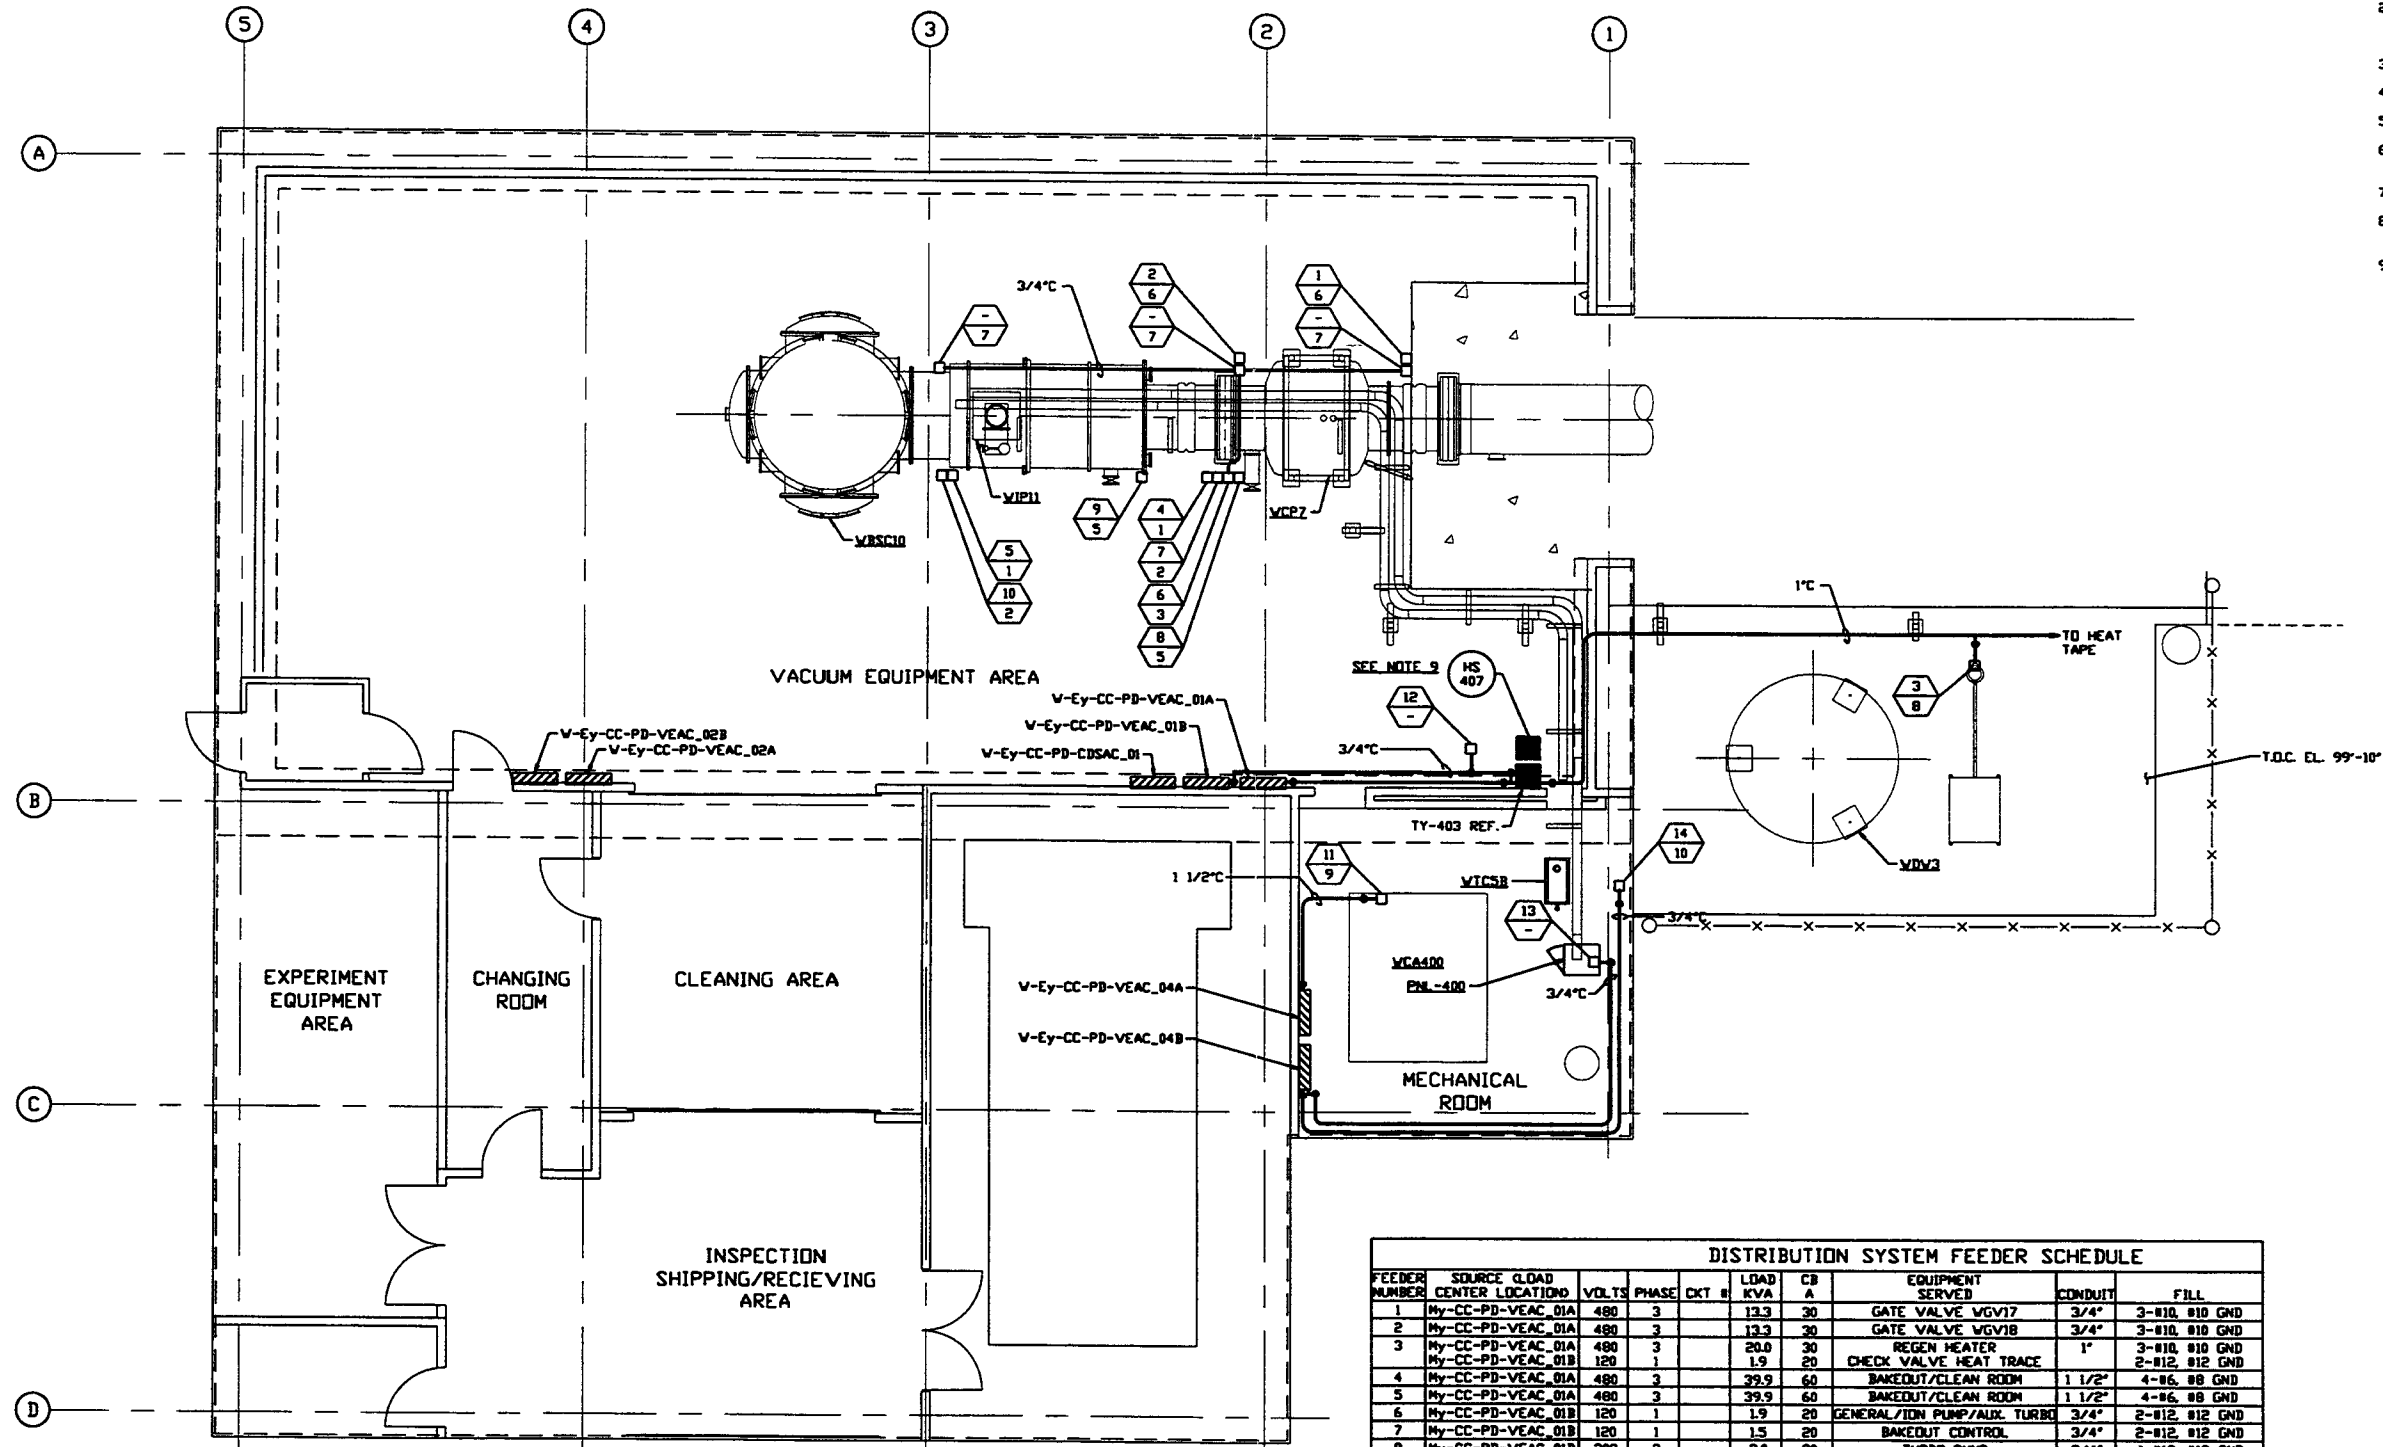 5
4
3
2
1
A
B
C
D
3/4"C
-
7
2
6
-
7
1
6
-
7
WIP11
WBSC10
WCP7
9
5
4
1
7
2
6
3
8
5
5
1
10
2
VACUUM EQUIPMENT AREA
SEE NOTE 9
HS
407
12
-
1"C
TO HEAT
TAPE
3
8
T.O.C. EL. 99'-10"
W-Ey-CC-PD-VEAC_02B
W-Ey-CC-PD-VEAC_02A
W-Ey-CC-PD-VEAC_01A
W-Ey-CC-PD-VEAC_01B
W-Ey-CC-PD-CDSAC_01
3/4"C
TY-403 REF.
14
10
WDW3
11
9
1 1/2"C
WTC5B
13
-
3/4"C
WCA400
PNL-400
3/4"C
EXPERIMENT
EQUIPMENT
AREA
CHANGING
ROOM
CLEANING AREA
W-Ey-CC-PD-VEAC_04A
W-Ey-CC-PD-VEAC_04B
MECHANICAL
ROOM
INSPECTION
SHIPPING/RECIEVING
AREA
DISTRIBUTION SYSTEM FEEDER SCHEDULE
FEEDER NUMBER SOURCE (LOAD CENTER LOCATION) VOLTS PHASE CKT # LOAD KVA CB A EQUIPMENT SERVED CONDUIT FILL
1 My-CC-PD-VEAC_01A 480 3 13.3 30 GATE VALVE WGV17 3/4" 3-#10, #10 GND
2 My-CC-PD-VEAC_01A 480 3 13.3 30 GATE VALVE WGV18 3/4" 3-#10, #10 GND
3 My-CC-PD-VEAC_01A 480 3 20.0 30 REGEN HEATER 1" 3-#10, #10 GND
My-CC-PD-VEAC_01B 120 1 1.9 20 CHECK VALVE HEAT TRACE 2-#12, #12 GND
4 My-CC-PD-VEAC_01A 480 3 39.9 60 BAKEOUT/CLEAN ROOM 1 1/2" 4-#6, #8 GND
5 My-CC-PD-VEAC_01A 480 3 39.9 60 BAKEOUT/CLEAN ROOM 1 1/2" 4-#6, #8 GND
6 My-CC-PD-VEAC_01B 120 1 1.9 20 GENERAL/ION PUMP/AUX. TURBO 3/4" 2-#12, #12 GND
7 My-CC-PD-VEAC_01B 120 1 1.5 20 BAKEOUT CONTROL 3/4" 2-#12, #12 GND